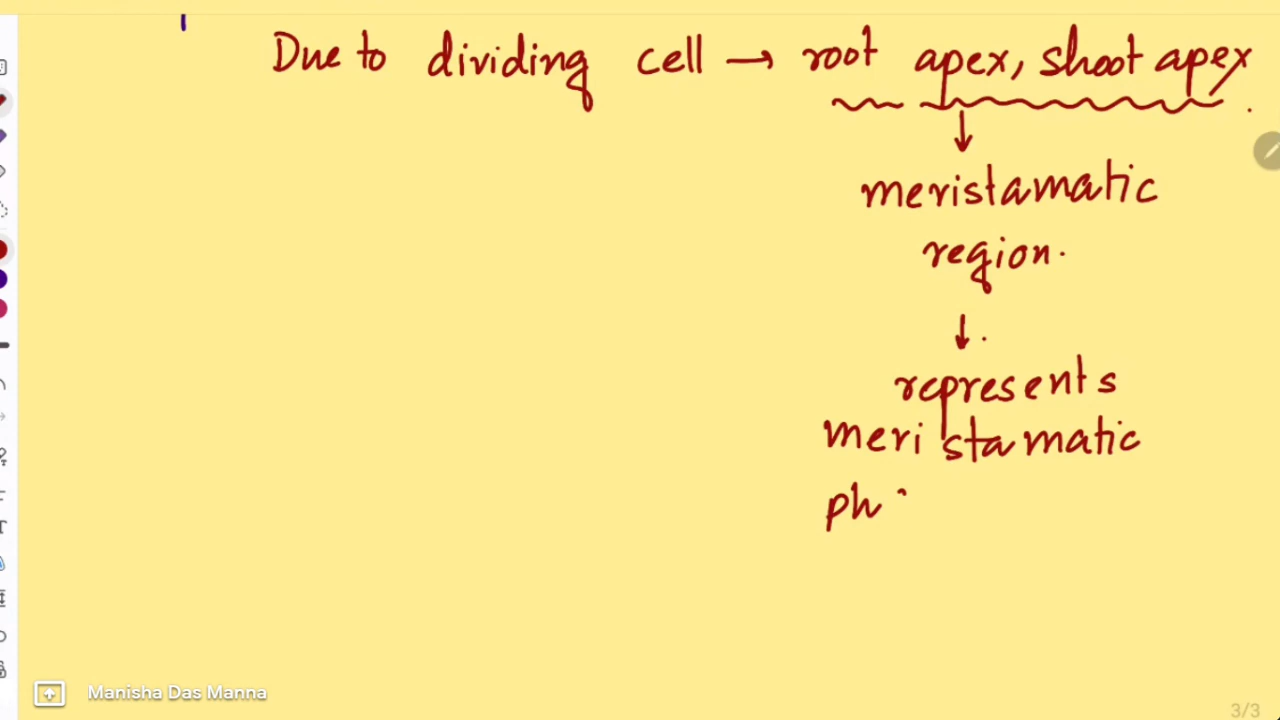 Due to dividing cell → root apex, shoot apex.
↓
meristamatic
region.
↓.
represents
meristamatic
ph
Manisha Das Manna
3/3